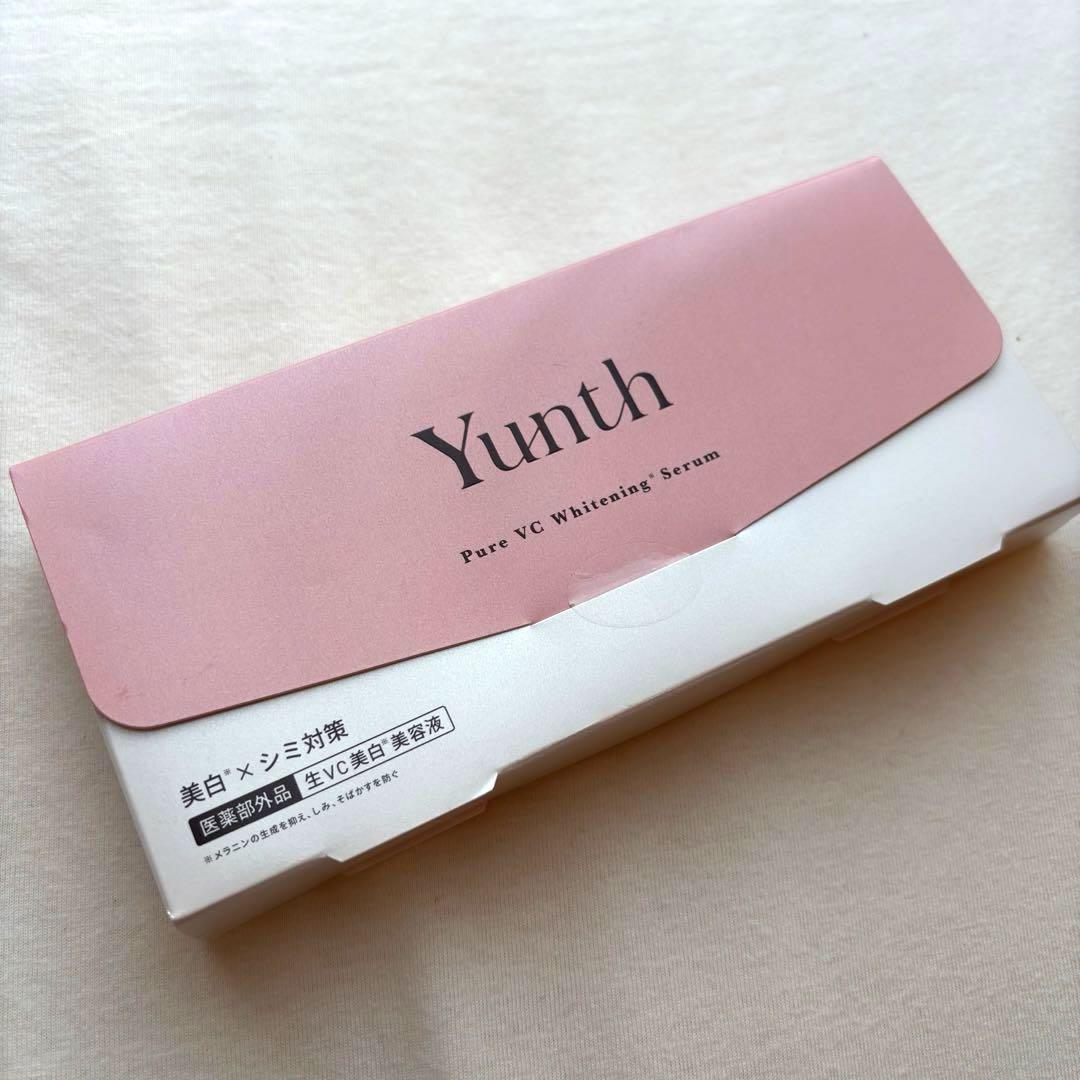 Yunth
Pure VC Whitening※ Serum
美白※×シミ対策
医薬部外品 生VC美白※美容液
※メラニンの生成を抑え、しみ、そばかすを防ぐ